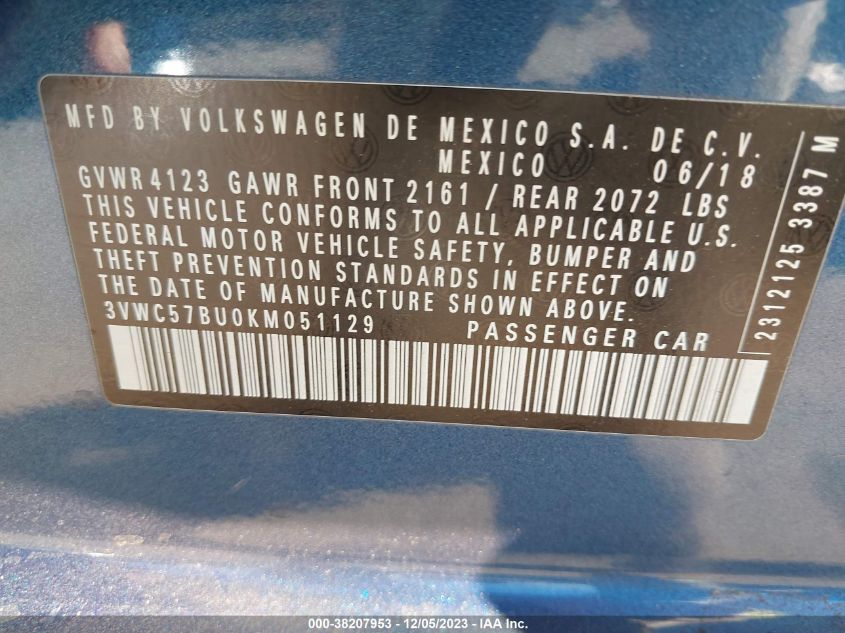 MFD BY VOLKSWAGEN DE MEXICO S.A. DE C.V.
MEXICO 06/18
GVWR 4123 GAWR FRONT 2161 / REAR 2072 LBS
THIS VEHICLE CONFORMS TO ALL APPLICABLE U.S.
FEDERAL MOTOR VEHICLE SAFETY, BUMPER AND
THEFT PREVENTION STANDARDS IN EFFECT ON
THE DATE OF MANUFACTURE SHOWN ABOVE.
3VWC57BU0KM051129 PASSENGER CAR
2312125 3387 M
000-38207953 - 12/05/2023 - IAA Inc.